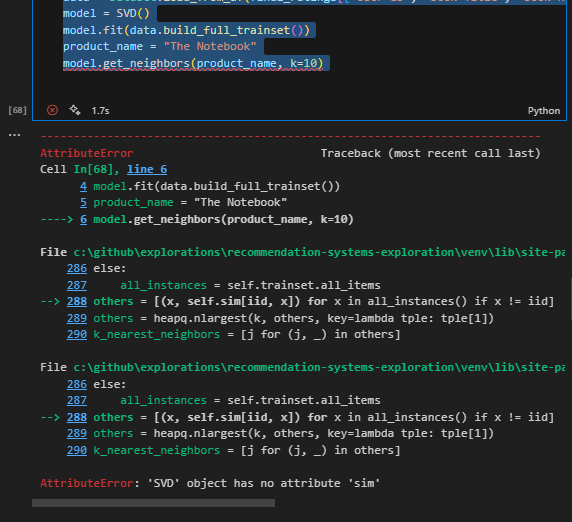 model = SVD()
model.fit(data.build_full_trainset())
product_name = "The Notebook"
model.get_neighbors(product_name, k=10)
[68]
1.7s
Python
...
AttributeError Traceback (most recent call last)
Cell In[68], line 6
4 model.fit(data.build_full_trainset())
5 product_name = "The Notebook"
----> 6 model.get_neighbors(product_name, k=10)
File c:\github\explorations\recommendation-systems-exploration\venv\lib\site-pa
286 else:
287 all_instances = self.trainset.all_items
--> 288 others = [(x, self.sim[iid, x]) for x in all_instances() if x != iid]
289 others = heapq.nlargest(k, others, key=lambda tple: tple[1])
290 k_nearest_neighbors = [j for (j, _) in others]
File c:\github\explorations\recommendation-systems-exploration\venv\lib\site-pa
286 else:
287 all_instances = self.trainset.all_items
--> 288 others = [(x, self.sim[iid, x]) for x in all_instances() if x != iid]
289 others = heapq.nlargest(k, others, key=lambda tple: tple[1])
290 k_nearest_neighbors = [j for (j, _) in others]
AttributeError: 'SVD' object has no attribute 'sim'